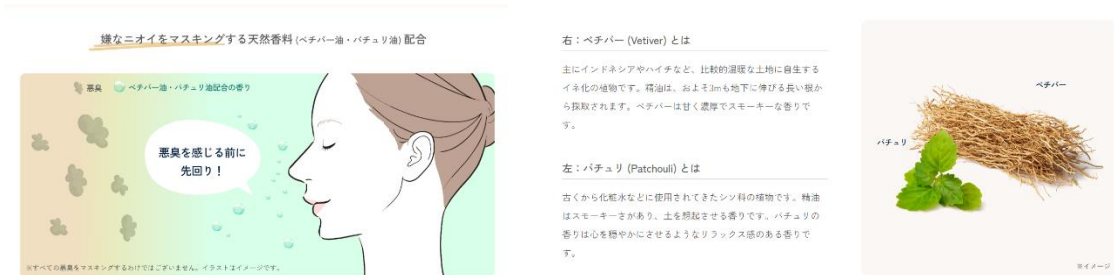 嫌なニオイをマスキングする天然香料 (ベチバー油・パチュリ油) 配合
悪臭
ベチバー油・パチュリ油配合の香り
悪臭を感じる前に
先回り！
※すべての悪臭をマスキングするわけではございません。イラストはイメージです。
右：ベチバー (Vetiver) とは
主にインドネシアやハイチなど、比較的温暖な土地に自生する
イネ化の植物です。精油は、およそ3mも地下に伸びる長い根か
ら採取されます。ベチバーは甘く濃厚でスモーキーな香りで
す。
左：パチュリ (Patchouli) とは
古くから化粧水などに使用されてきたシソ科の植物です。精油
はスモーキーさがあり、土を想起させる香りです。パチュリの
香りは心を穏やかにさせるようなリラックス感のある香りで
す。
ベチバー
パチュリ
※イメージ